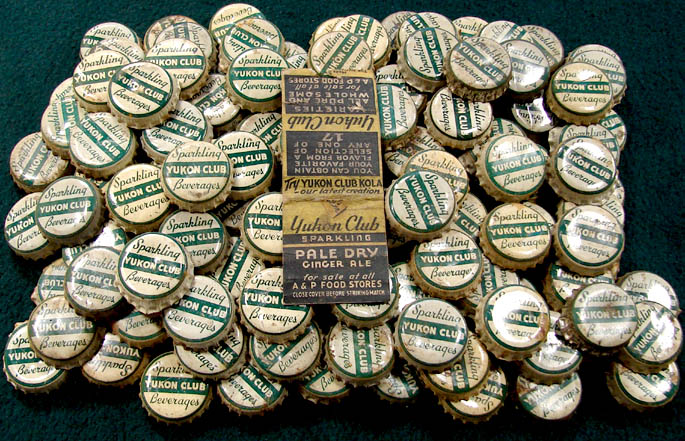 A & P FOOD STORES
for sale at all
WHOLESOME
ALL PURE AND
VARIETIES
Yukon Club
17
SELECTION OF
ANY ONE OF
FLAVOR FROM A
YOUR FAVORITE
YOU CAN OBTAIN
Try YUKON CLUB KOLA
-our latest creation
Yukon Club
SPARKLING
PALE DRY
GINGER ALE
for sale at all
A & P FOOD STORES
CLOSE COVER BEFORE STRIKING MATCH
Sparkling
YUKON CLUB
Beverages